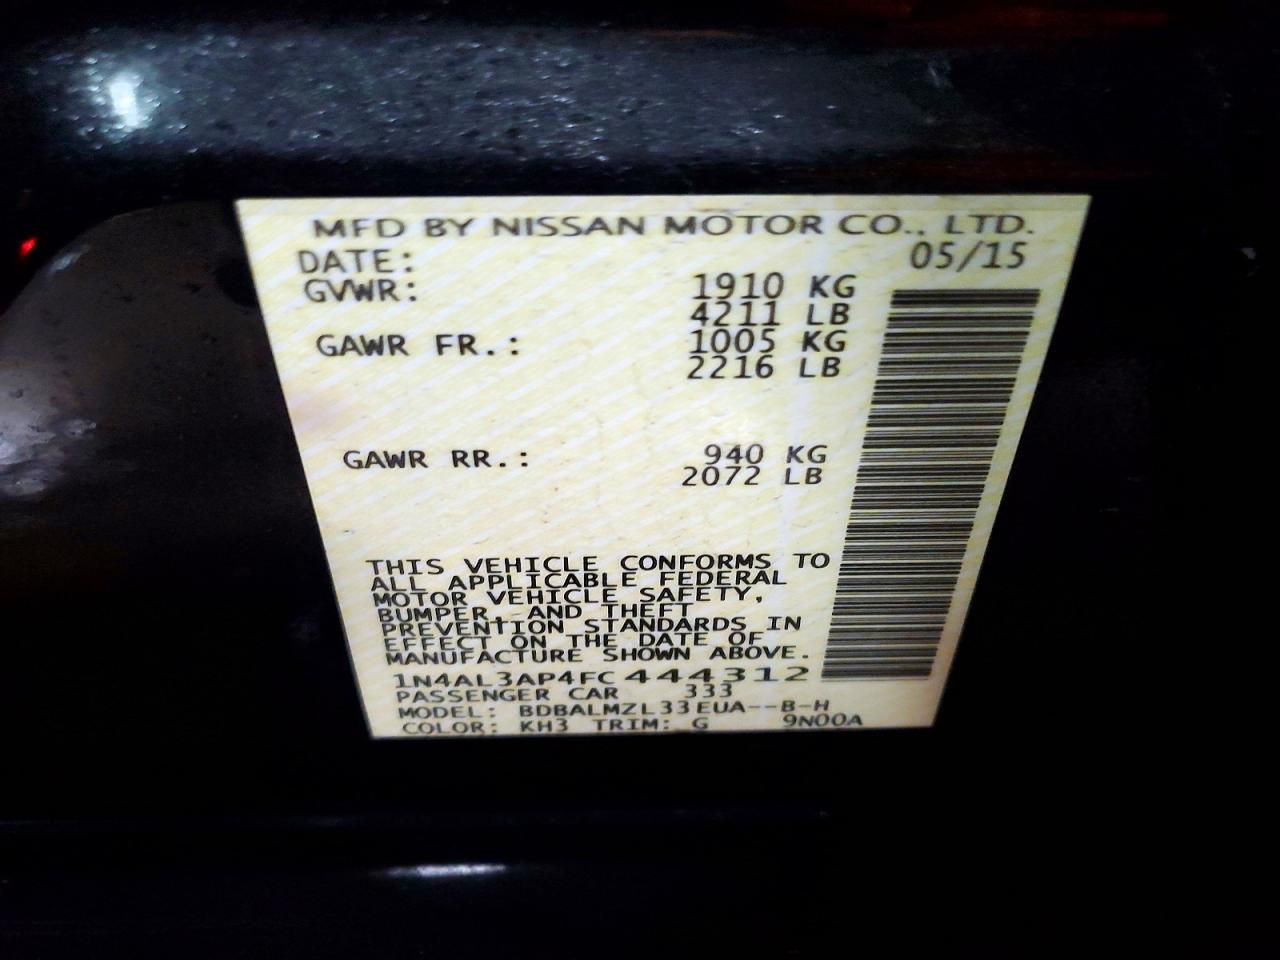 MFD BY NISSAN MOTOR CO., LTD.
DATE: 05/15
GVWR: 1910 KG
4211 LB
GAWR FR.: 1005 KG
2216 LB
GAWR RR.: 940 KG
2072 LB
THIS VEHICLE CONFORMS TO
ALL APPLICABLE FEDERAL
MOTOR VEHICLE SAFETY,
BUMPER, AND THEFT
PREVENTION STANDARDS IN
EFFECT ON THE DATE OF
MANUFACTURE SHOWN ABOVE.
1N4AL3AP4FC444312
PASSENGER CAR 333
MODEL: BDBALMZL33EUA--B-H
COLOR: KH3 TRIM: G 9N00A